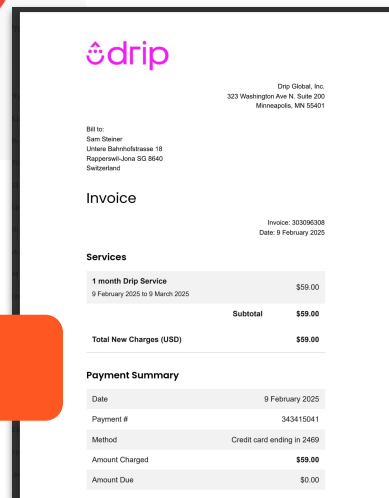 drip
Drip Global, Inc.
323 Washington Ave N. Suite 200
Minneapolis, MN 55401
Bill to:
Sam Steiner
Untere Bahnhofstrasse 18
Rapperswil-Jona SG 8640
Switzerland
Invoice
Invoice: 303096308
Date: 9 February 2025
Services
1 month Drip Service
9 February 2025 to 9 March 2025
$59.00
Subtotal $59.00
Total New Charges (USD) $59.00
Payment Summary
Date 9 February 2025
Payment # 343415041
Method Credit card ending in 2469
Amount Charged $59.00
Amount Due $0.00